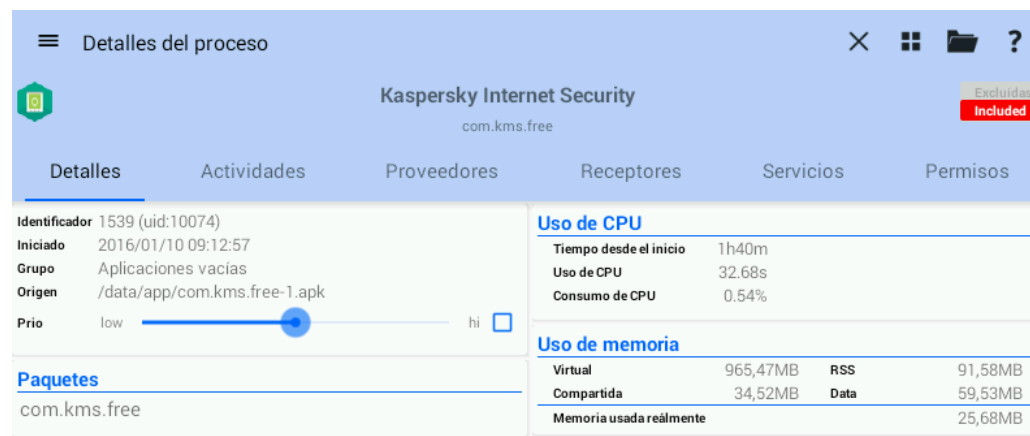 Detalles del proceso
?
Kaspersky Internet Security
com.kms.free
Excluídas
Included
Detalles Actividades Proveedores Receptores Servicios Permisos
Identificador 1539 (uid:10074)
Iniciado 2016/01/10 09:12:57
Grupo Aplicaciones vacías
Origen /data/app/com.kms.free-1.apk
Prio low hi
Paquetes
com.kms.free
Uso de CPU
Tiempo desde el inicio 1h40m
Uso de CPU 32.68s
Consumo de CPU 0.54%
Uso de memoria
Virtual 965,47MB RSS 91,58MB
Compartida 34,52MB Data 59,53MB
Memoria usada reálmente 25,68MB